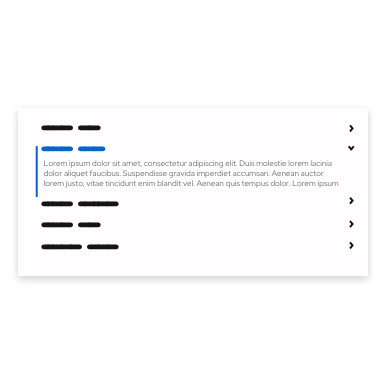 Lorem ipsum dolor sit amet, consectetur adipiscing elit. Duis molestie lorem lacinia
dolor aliquet faucibus. Suspendisse gravida imperdiet accumsan. Aenean auctor
lorem justo, vitae tincidunt enim blandit vel. Aenean quis tempus dolor. Lorem ipsum